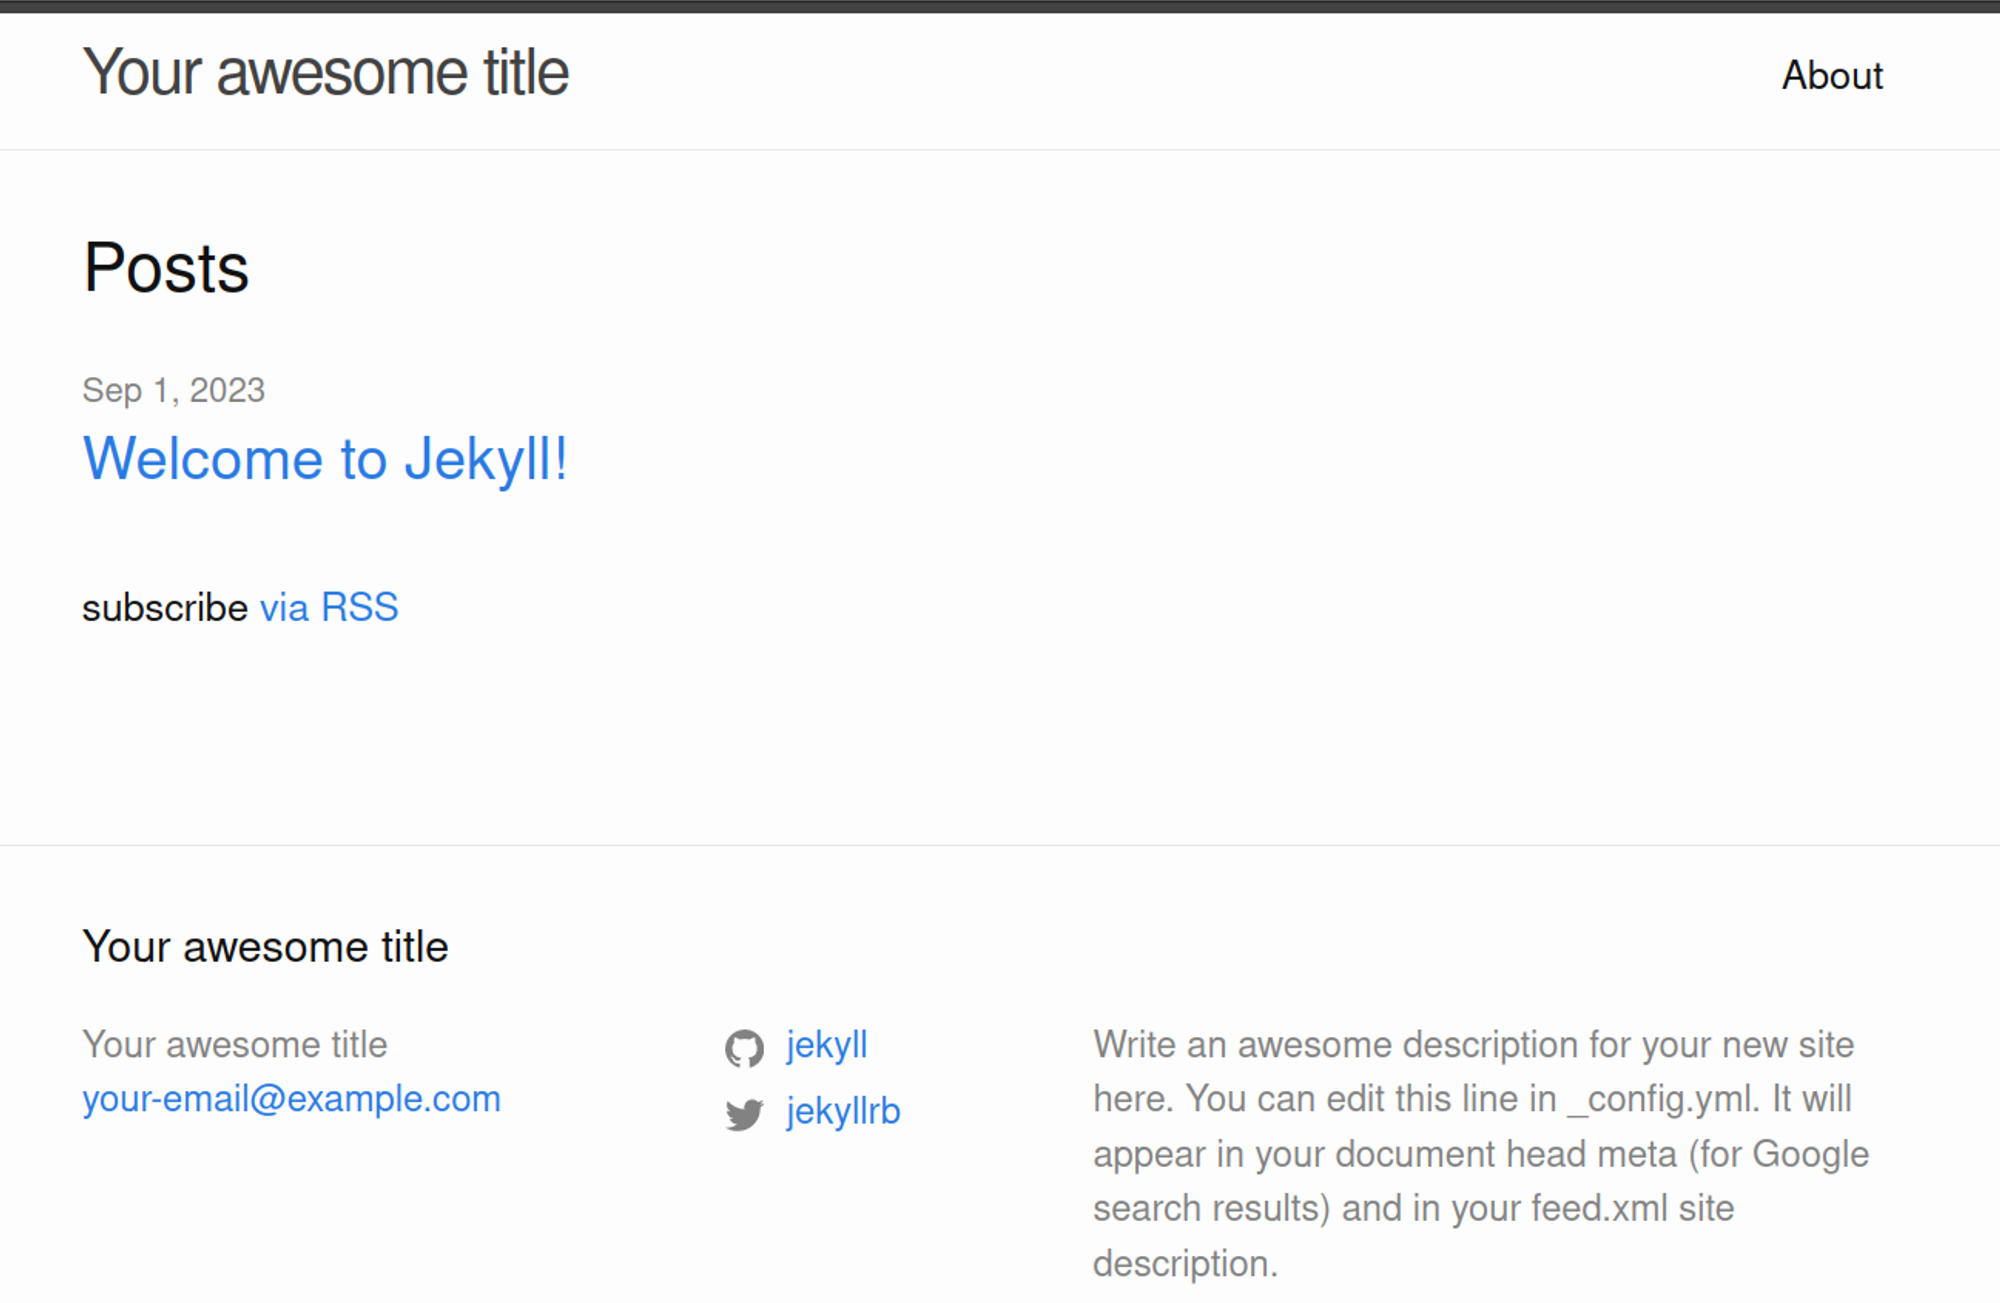 Your awesome title
About
Posts
Sep 1, 2023
Welcome to Jekyll!
subscribe via RSS
Your awesome title
Your awesome title
your-email@example.com
jekyll
jekyllrb
Write an awesome description for your new site
here. You can edit this line in _config.yml. It will
appear in your document head meta (for Google
search results) and in your feed.xml site
description.